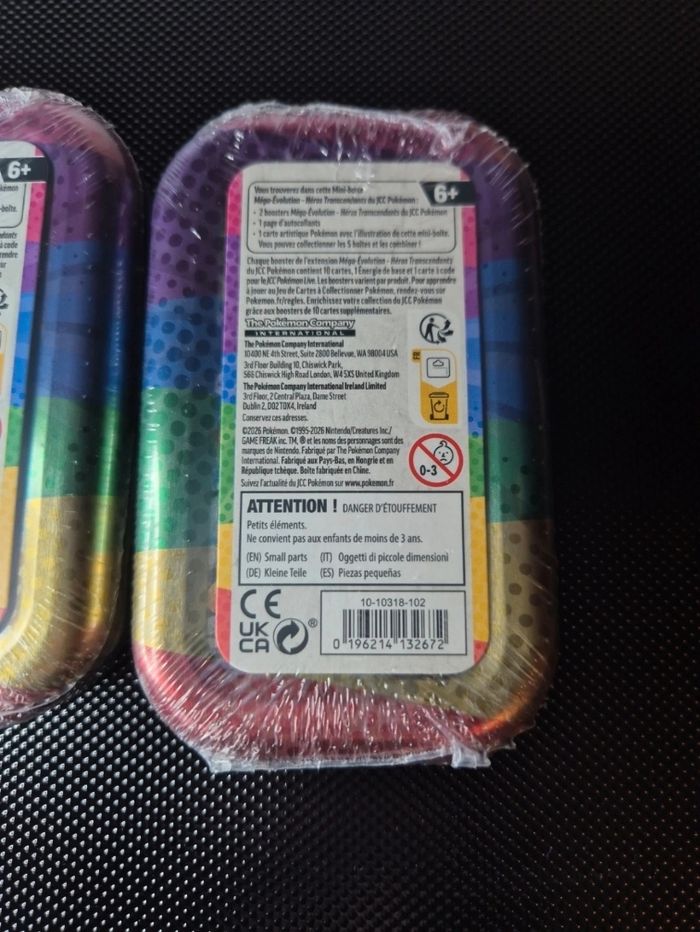 6+
Vous trouverez dans cette Mini-boîte
Méga-Évolution - Héros Transcendants du JCC Pokémon :
• 2 boosters Méga-Évolution - Héros Transcendants du JCC Pokémon
• 1 page d'autocollants
• 1 carte artistique Pokémon avec l'illustration de cette mini-boîte.
Vous pouvez collectionner les 5 boîtes et les combiner !
6+
Chaque booster de l'extension Méga-Évolution - Héros Transcendants
du JCC Pokémon contient 10 cartes, 1 Énergie de base et 1 carte à code
pour le JCC Pokémon Live. Les boosters varient par produit. Pour apprendre
à jouer au Jeu de Cartes à Collectionner Pokémon, rendez-vous sur
Pokemon.fr/regles. Enrichissez votre collection du JCC Pokémon
grâce aux boosters de 10 cartes supplémentaires.
The Pokémon Company
INTERNATIONAL
The Pokémon Company International
10400 NE 4th Street, Suite 2800 Bellevue, WA 98004 USA
3rd Floor Building 10, Chiswick Park,
566 Chiswick High Road London, W4 5XS United Kingdom
The Pokémon Company International Ireland Limited
3rd Floor, 2 Central Plaza, Dame Street
Dublin 2, D02 T0X4, Ireland
Conservez ces adresses.
FR
©2026 Pokémon. ©1995-2026 Nintendo/Creatures Inc./
GAME FREAK inc. TM, ® et les noms des personnages sont des
marques de Nintendo. Fabriqué par The Pokémon Company
International. Fabriqué aux Pays-Bas, en Hongrie et en
République tchèque. Boîte fabriquée en Chine.
Suivez l'actualité du JCC Pokémon sur www.pokemon.fr
0-3
ATTENTION ! DANGER D'ÉTOUFFEMENT
Petits éléments.
Ne convient pas aux enfants de moins de 3 ans.
(EN) Small parts (IT) Oggetti di piccole dimensioni
(DE) Kleine Teile (ES) Piezas pequeñas
CE
UK
CA
®
10-10318-102
0 196214 132672